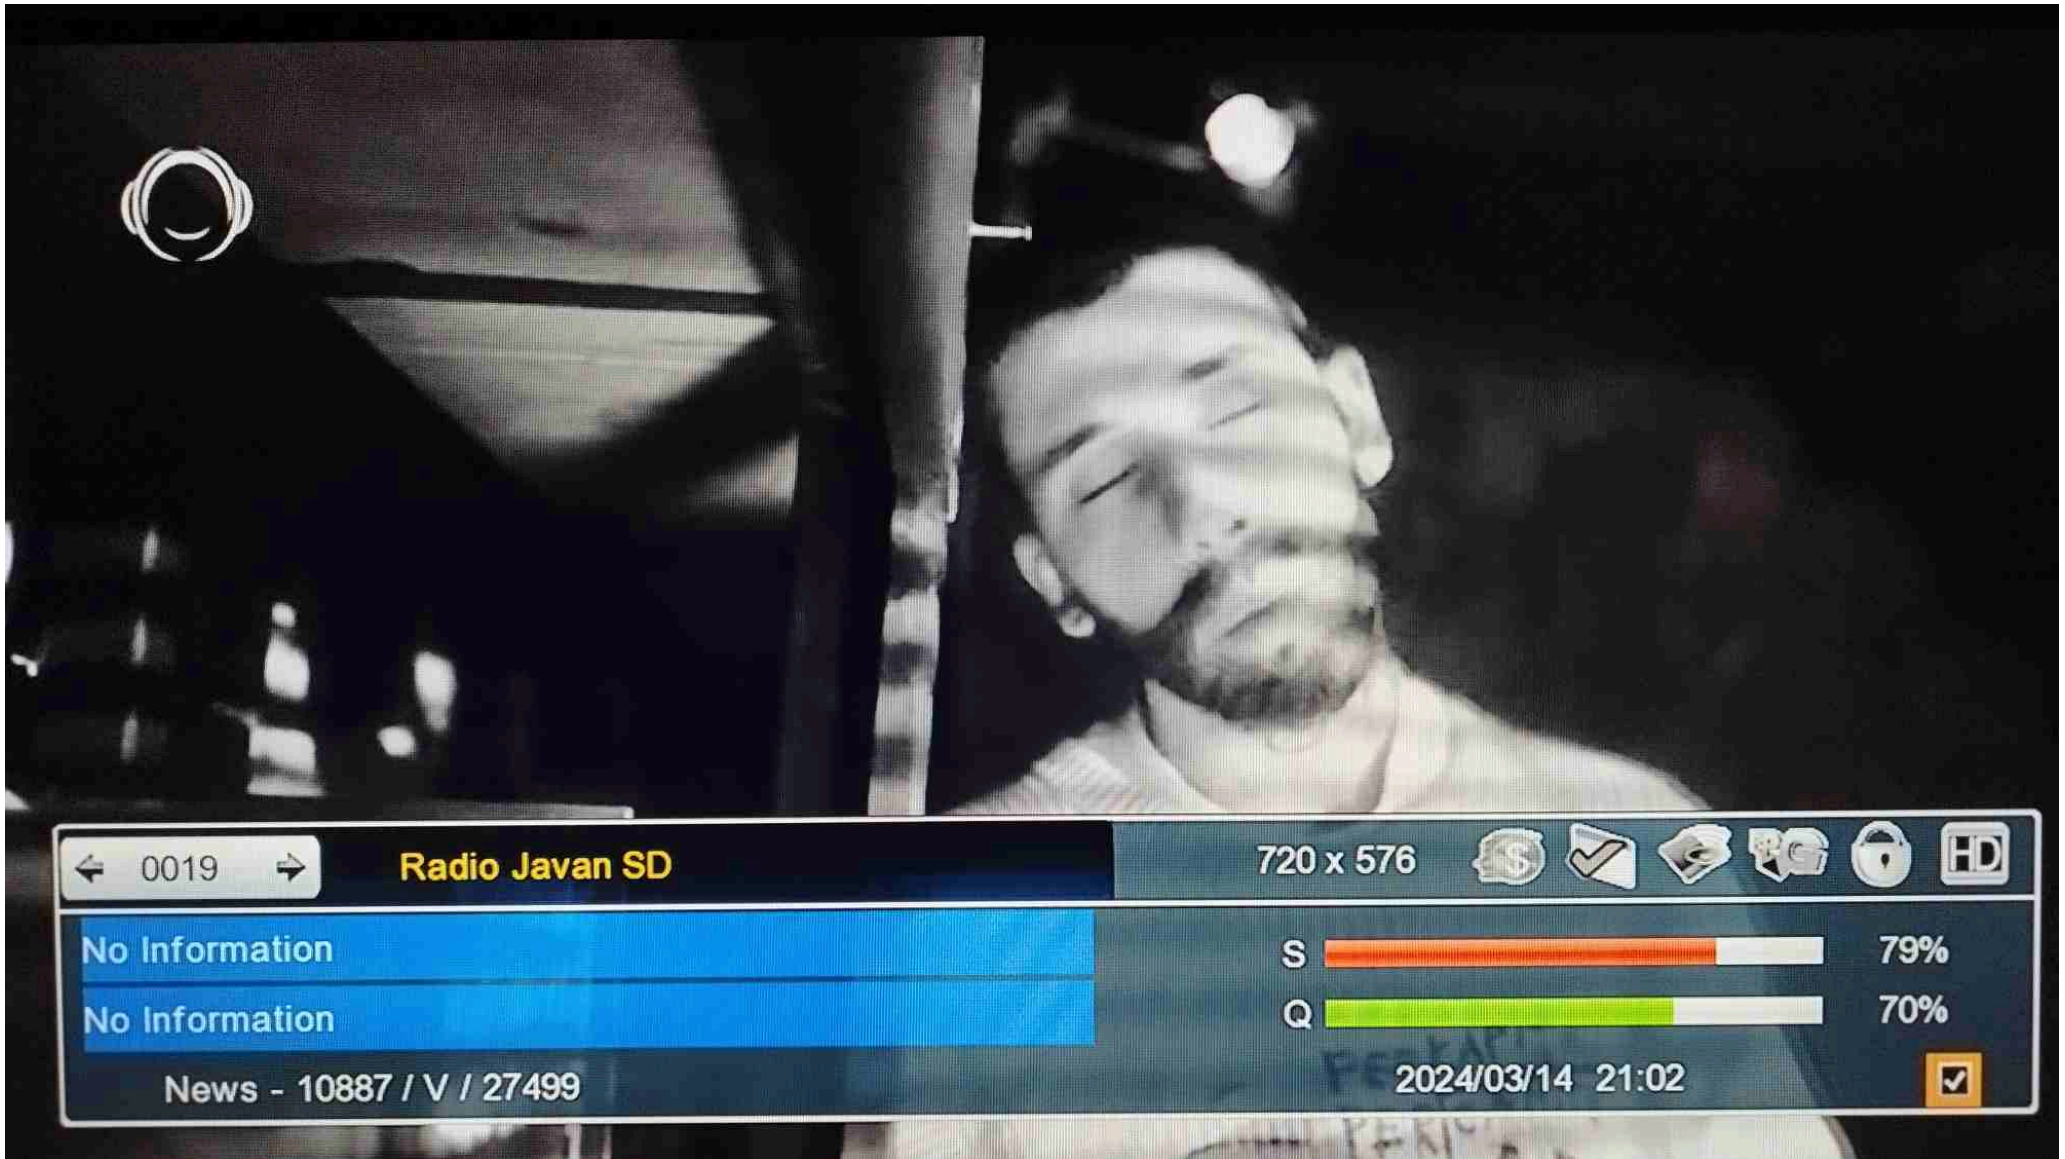 0019 Radio Javan SD 720 x 576 $ HD
No Information
S 79%
No Information
Q 70%
News - 10887 / V / 27499 2024/03/14 21:02